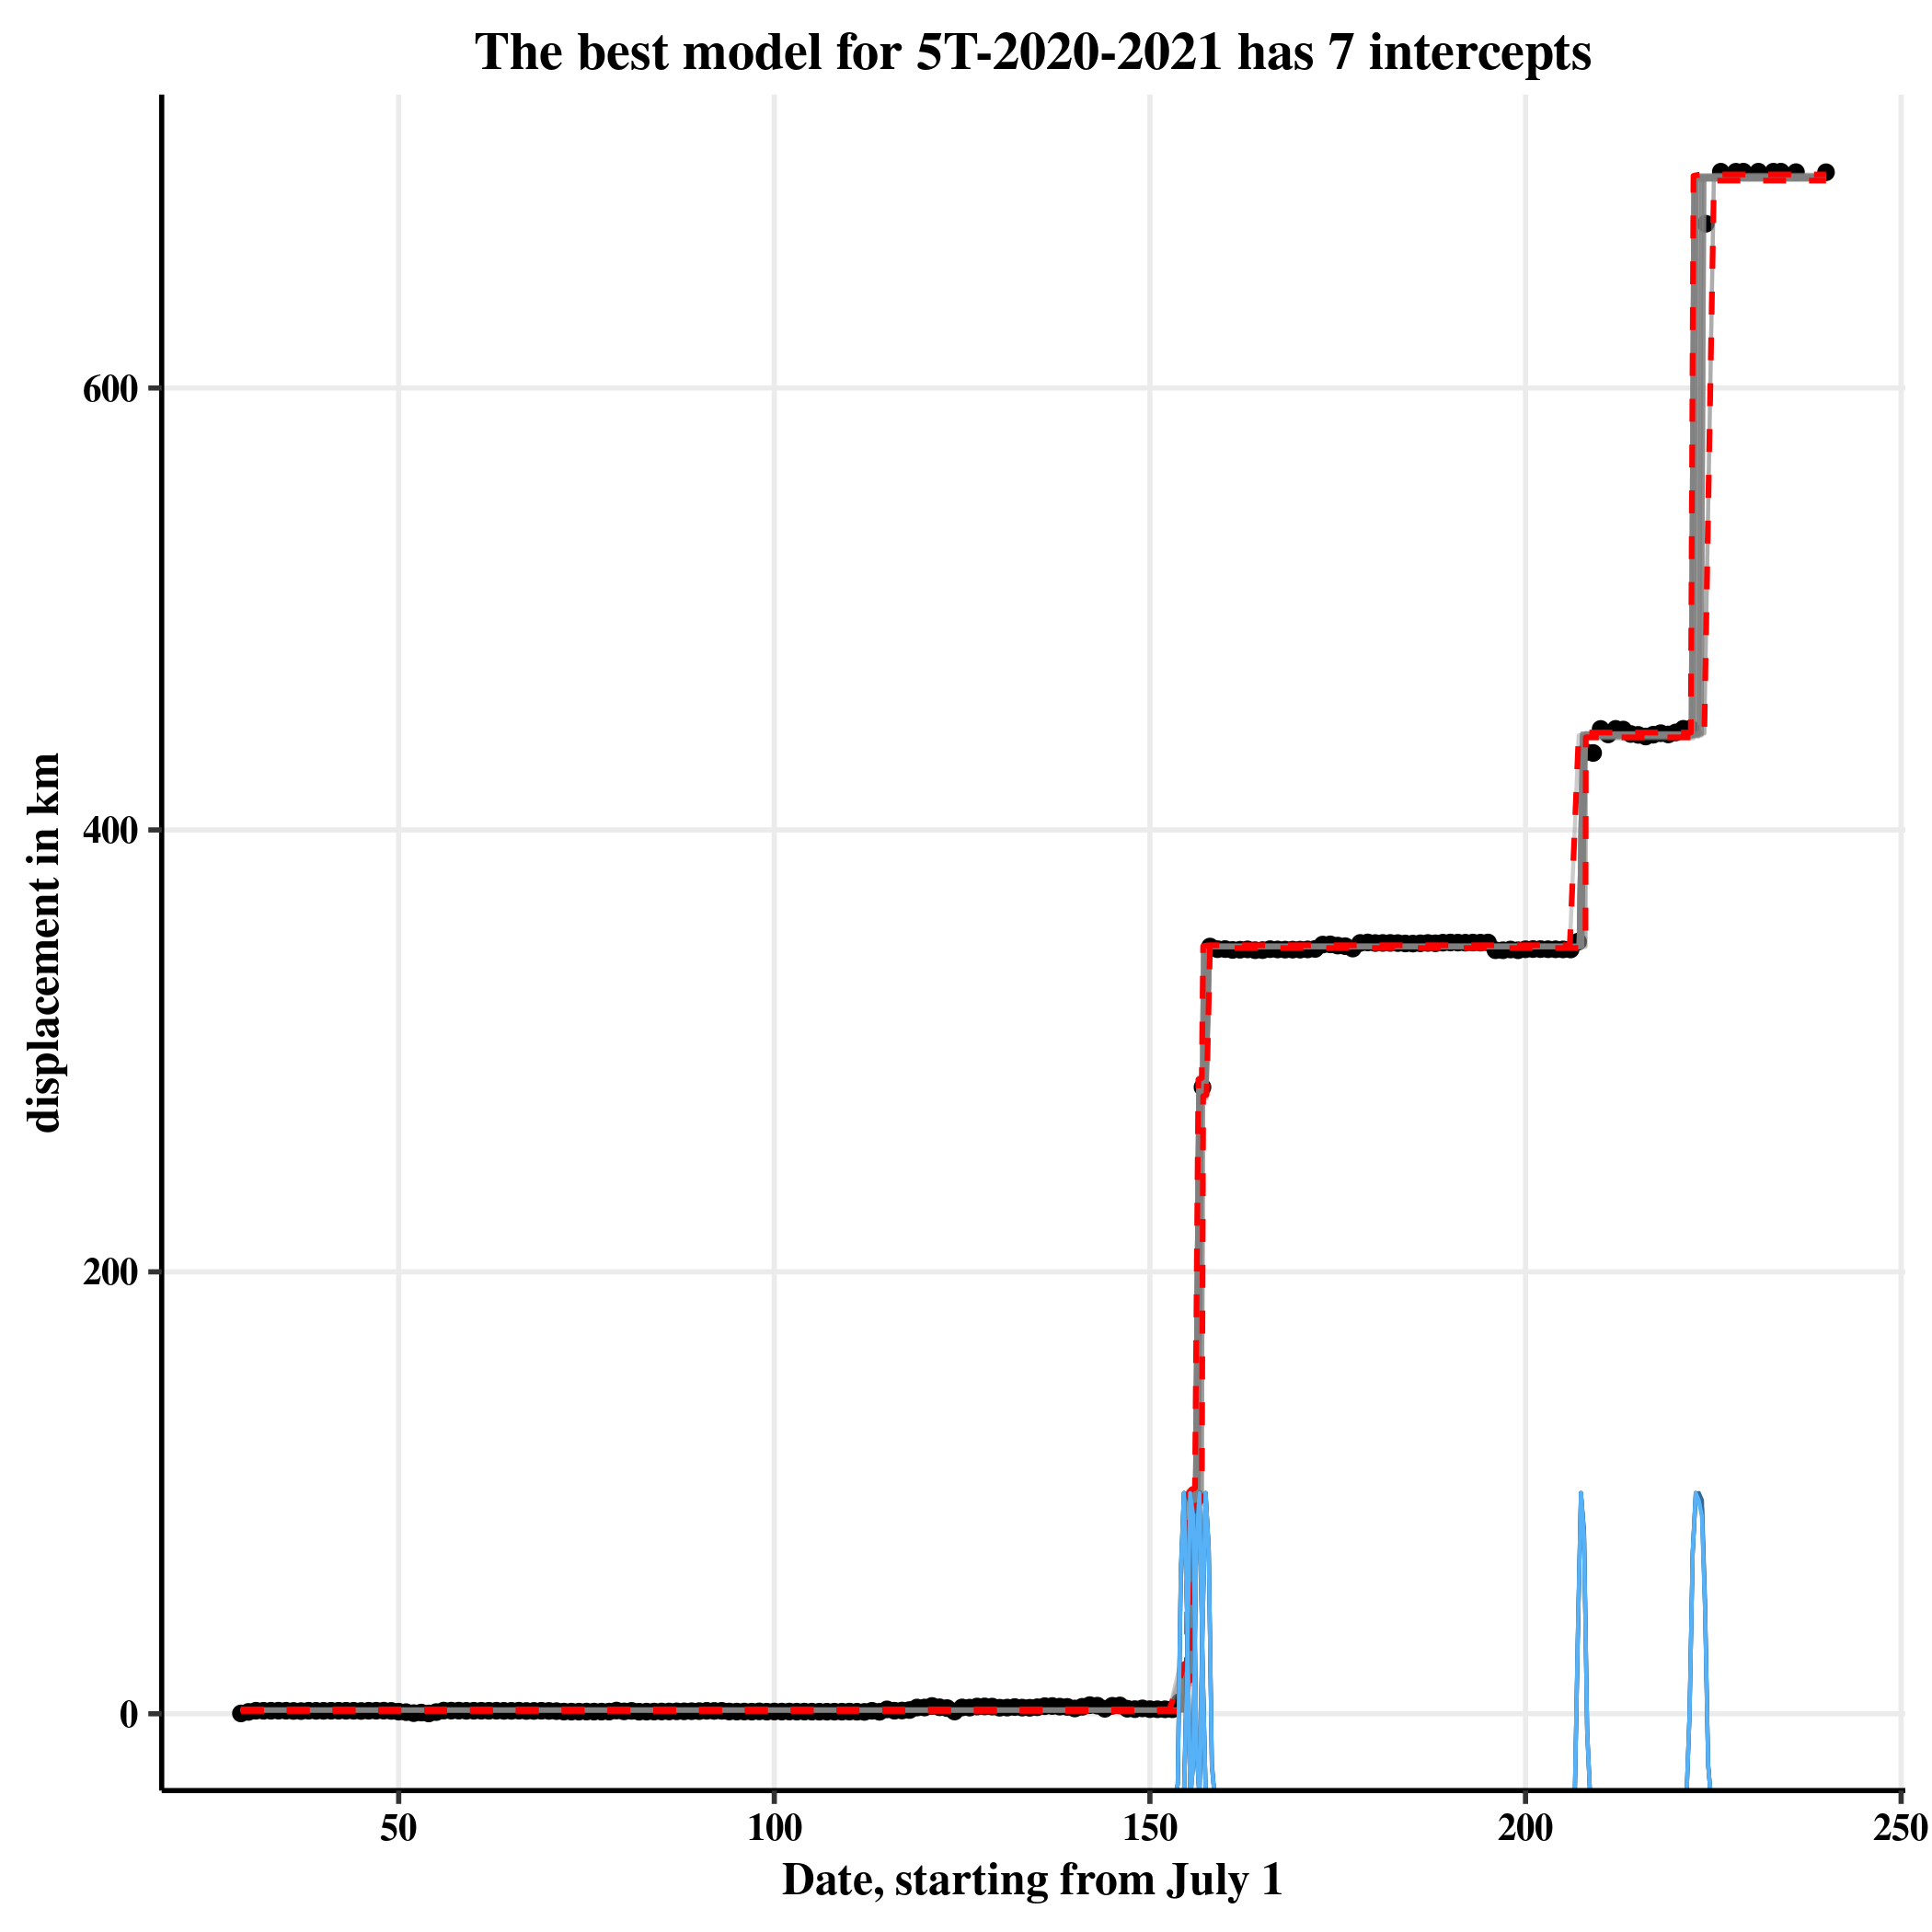 The best model for 5T-2020-2021 has 7 intercepts
displacement in km
600
400
200
0
50 100 150 200 250
Date, starting from July 1